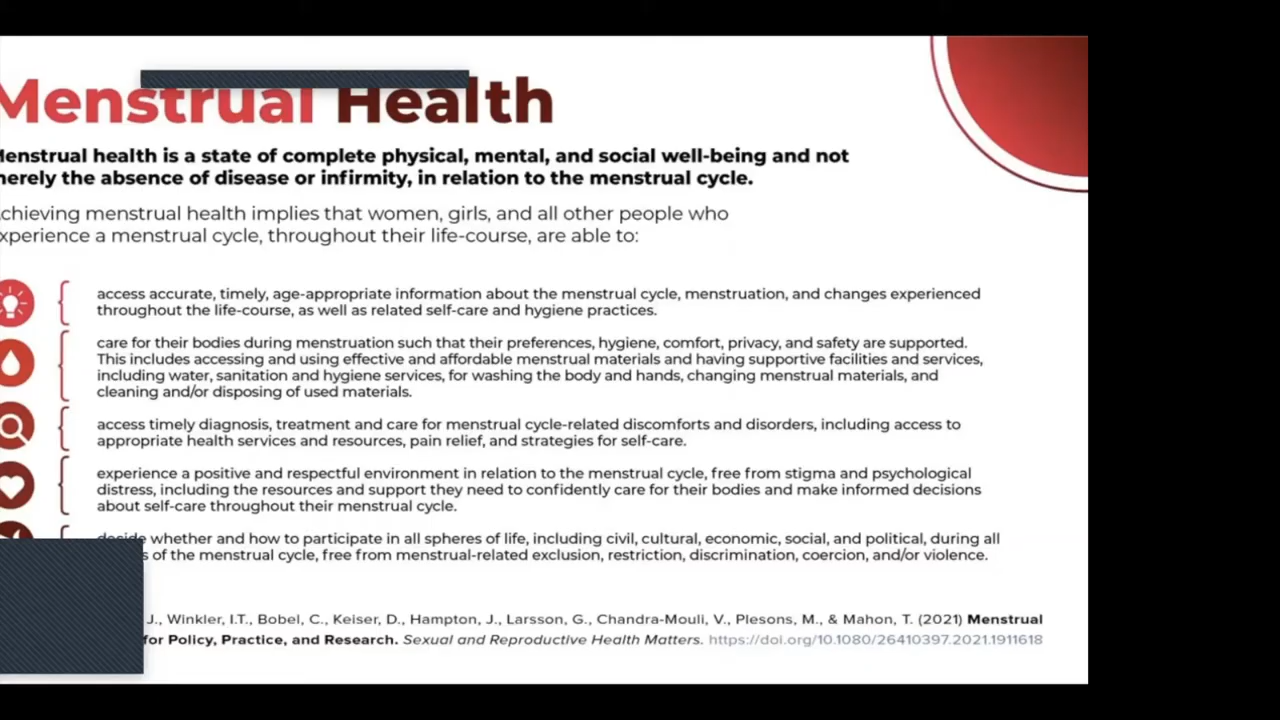 Menstrual Health
Menstrual health is a state of complete physical, mental, and social well-being and not
merely the absence of disease or infirmity, in relation to the menstrual cycle.
Achieving menstrual health implies that women, girls, and all other people who
experience a menstrual cycle, throughout their life-course, are able to:
access accurate, timely, age-appropriate information about the menstrual cycle, menstruation, and changes experienced
throughout the life-course, as well as related self-care and hygiene practices.
care for their bodies during menstruation such that their preferences, hygiene, comfort, privacy, and safety are supported.
This includes accessing and using effective and affordable menstrual materials and having supportive facilities and services,
including water, sanitation and hygiene services, for washing the body and hands, changing menstrual materials, and
cleaning and/or disposing of used materials.
access timely diagnosis, treatment and care for menstrual cycle-related discomforts and disorders, including access to
appropriate health services and resources, pain relief, and strategies for self-care.
experience a positive and respectful environment in relation to the menstrual cycle, free from stigma and psychological
distress, including the resources and support they need to confidently care for their bodies and make informed decisions
about self-care throughout their menstrual cycle.
decide whether and how to participate in all spheres of life, including civil, cultural, economic, social, and political, during all
of the menstrual cycle, free from menstrual-related exclusion, restriction, discrimination, coercion, and/or violence.
J., Winkler, I.T., Bobel, C., Keiser, D., Hampton, J., Larsson, G., Chandra-Mouli, V., Plesons, M., & Mahon, T. (2021) Menstrual
for Policy, Practice, and Research. Sexual and Reproductive Health Matters. https://doi.org/10.1080/26410397.2021.1911618